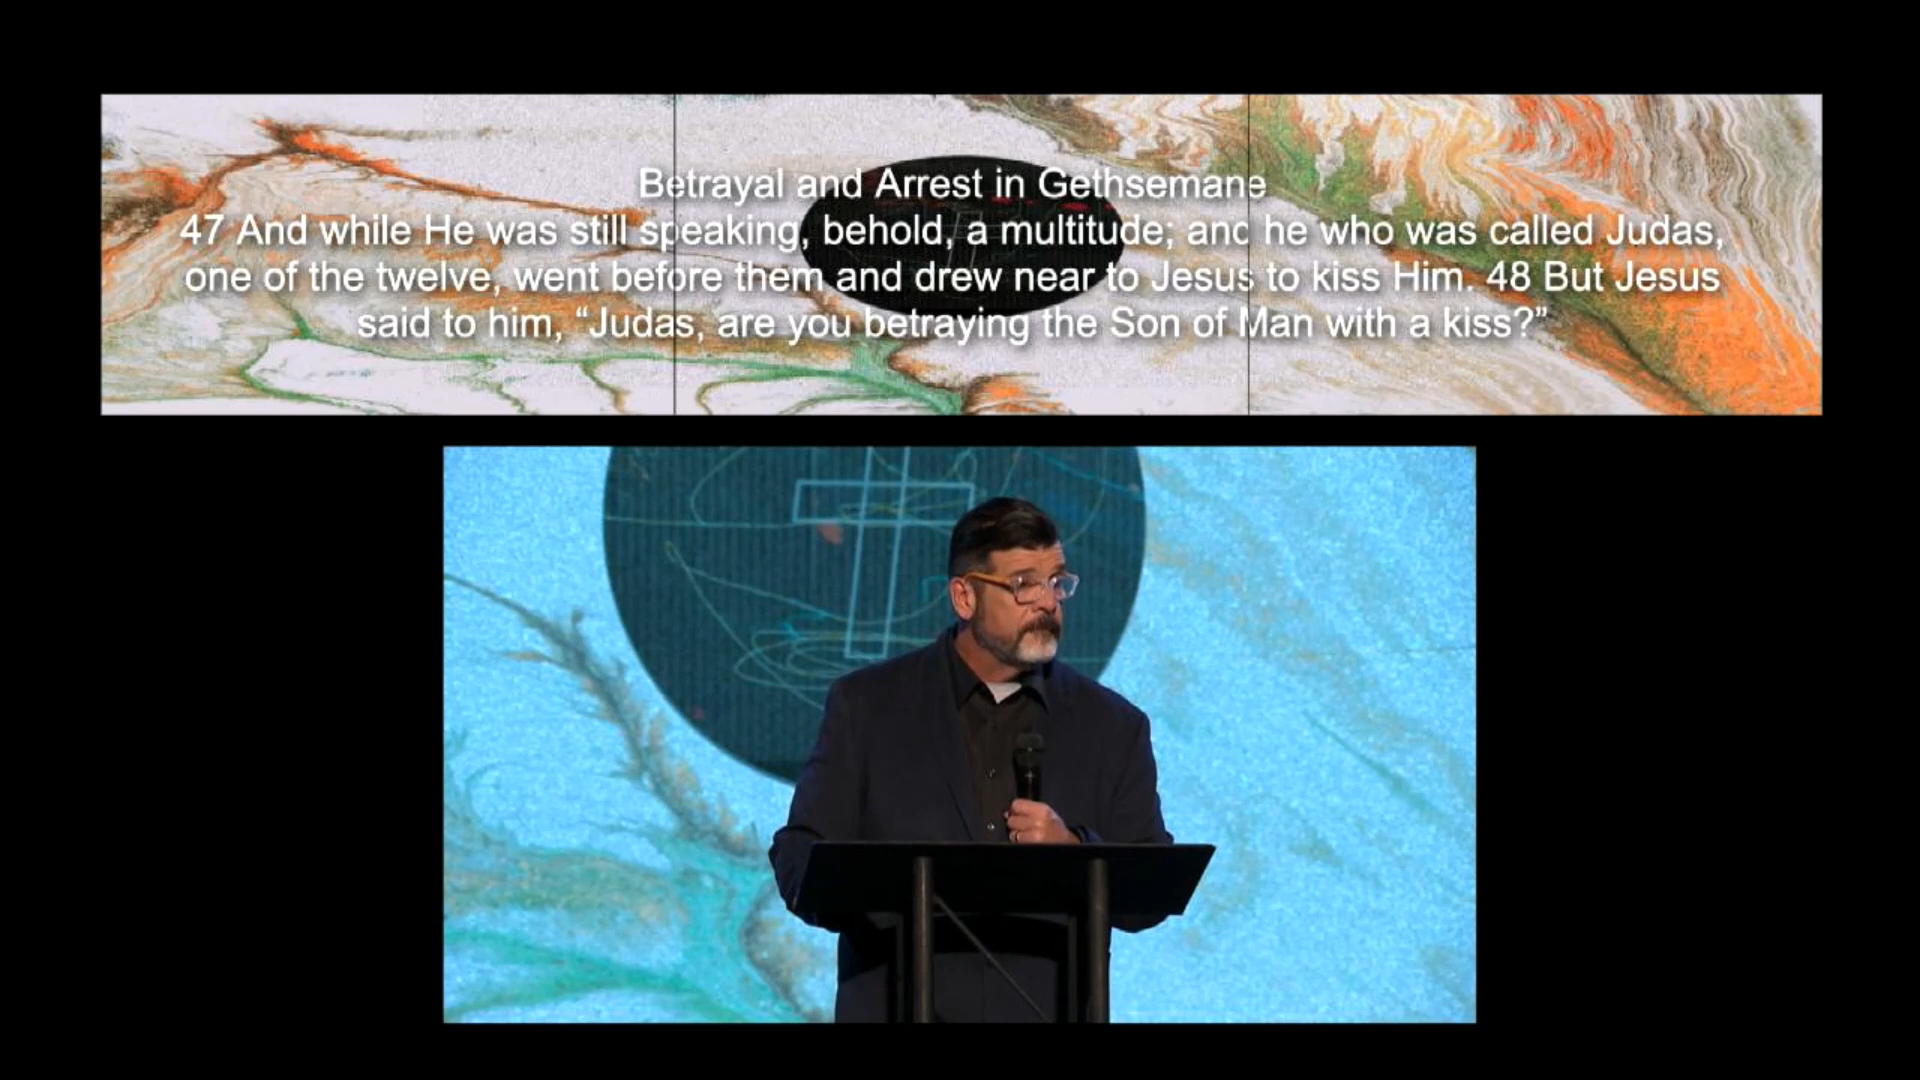 Betrayal and Arrest in Gethsemane
47 And while He was still speaking, behold, a multitude; and he who was called Judas,
one of the twelve, went before them and drew near to Jesus to kiss Him. 48 But Jesus
said to him, “Judas, are you betraying the Son of Man with a kiss?”